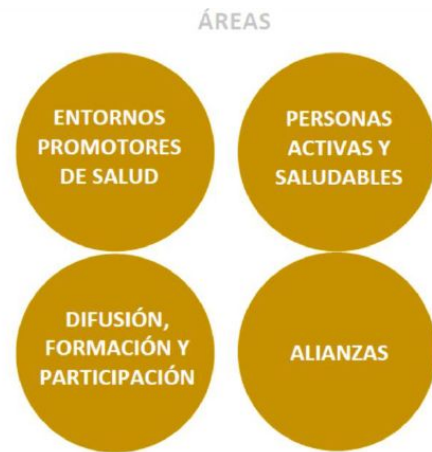 ÁREAS
ENTORNOS
PROMOTORES
DE SALUD
PERSONAS
ACTIVAS Y
SALUDABLES
DIFUSIÓN,
FORMACIÓN Y
PARTICIPACIÓN
ALIANZAS